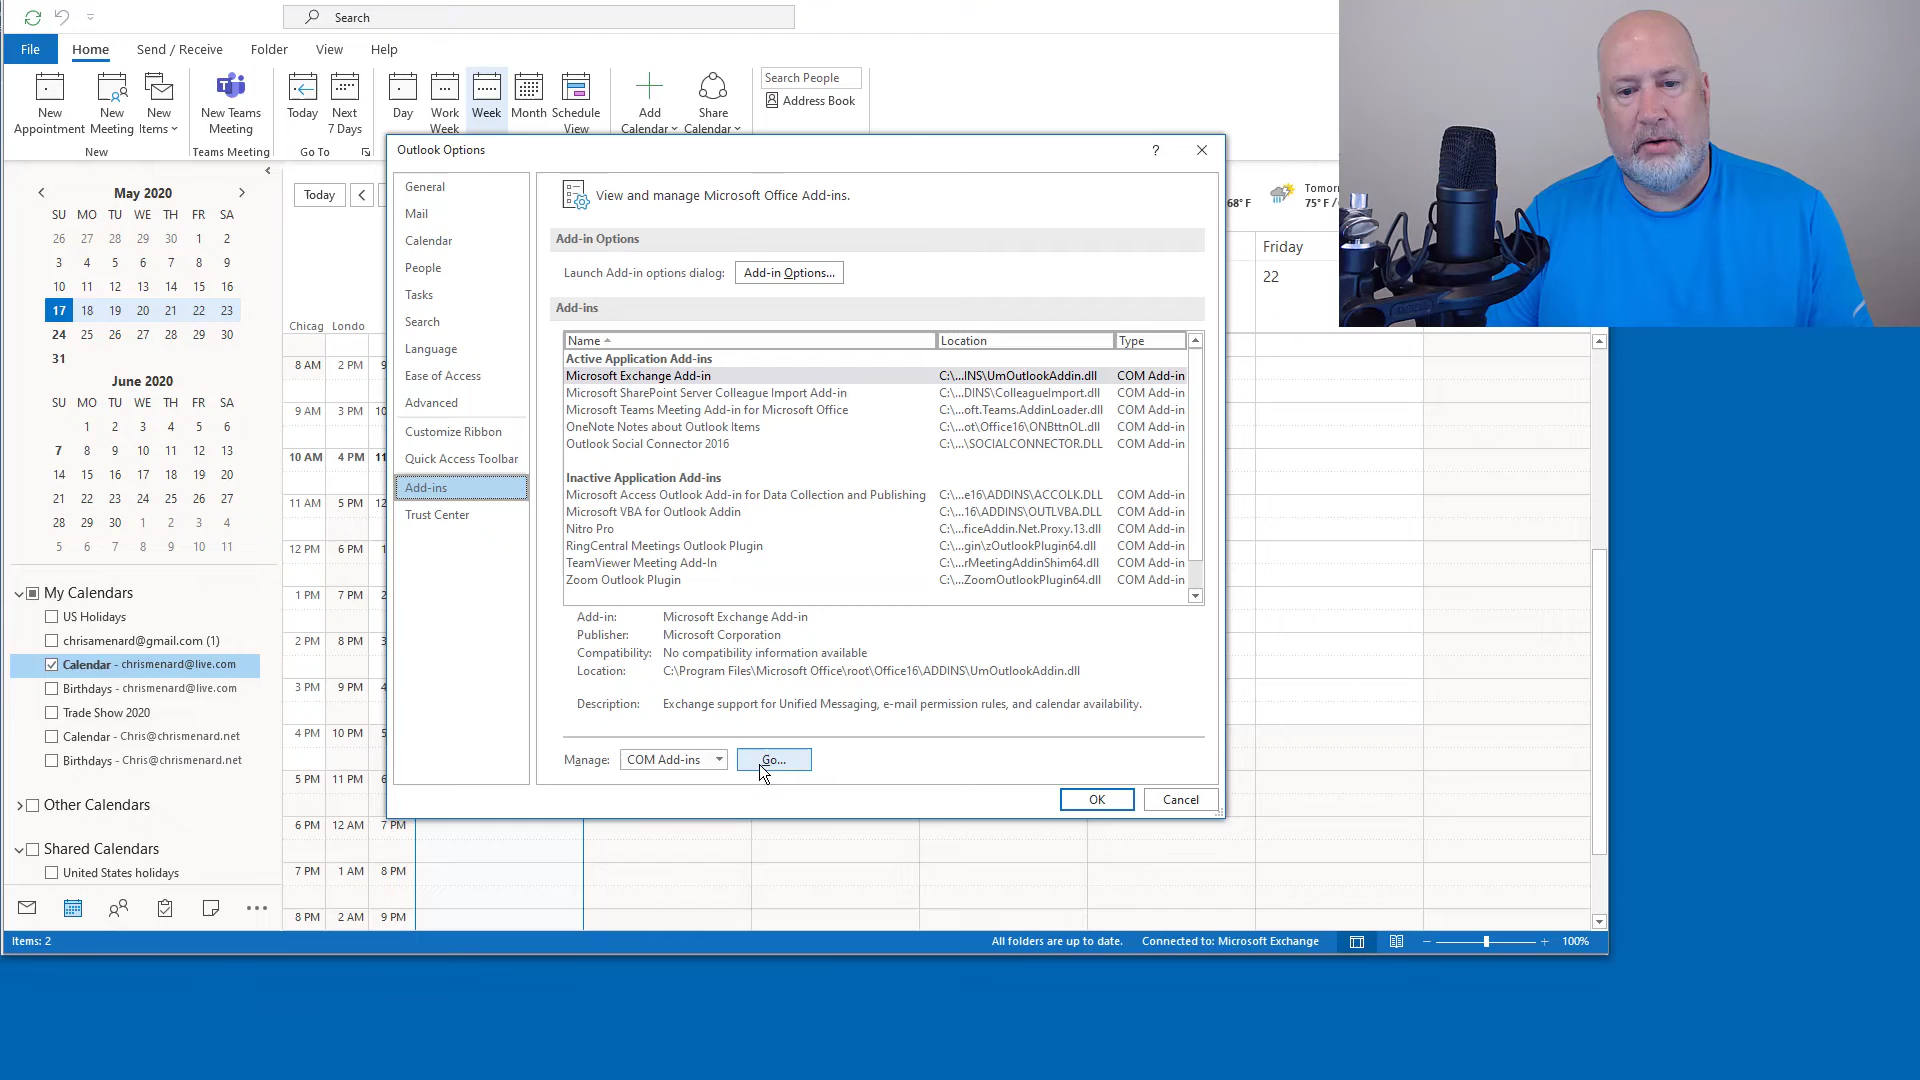 Search
File
Home
Send / Receive
Folder
View
Help
New Appointment
New Meeting
New Items
New
New Teams Meeting
Teams Meeting
Today
Next 7 Days
Go To
Day
Work Week
Week
Month
Schedule View
Add Calendar
Share Calendar
Search People
Address Book
May 2020
SU MO TU WE TH FR SA
26 27 28 29 30 1 2
3 4 5 6 7 8 9
10 11 12 13 14 15 16
17 18 19 20 21 22 23
24 25 26 27 28 29 30
31
June 2020
SU MO TU WE TH FR SA
1 2 3 4 5 6
7 8 9 10 11 12 13
14 15 16 17 18 19 20
21 22 23 24 25 26 27
28 29 30 1 2 3 4
5 6 7 8 9 10 11
My Calendars
US Holidays
chrisamenard@gmail.com (1)
Calendar - chrismenard@live.com
Birthdays - chrismenard@live.com
Trade Show 2020
Calendar - Chris@chrismenard.net
Birthdays - Chris@chrismenard.net
Other Calendars
Shared Calendars
United States holidays
Today
68° F
Tomor
75° F /
Friday
22
Chicag Londo
8 AM 2 PM 9
9 AM 3 PM 10
10 AM 4 PM 11
11 AM 5 PM 12
12 PM 6 PM 1
1 PM 7 PM 2
2 PM 8 PM 3
3 PM 9 PM 4
4 PM 10 PM 5
5 PM 11 PM 6
6 PM 12 AM 7 PM
7 PM 1 AM 8 PM
8 PM 2 AM 9 PM
Outlook Options
?
General
Mail
Calendar
People
Tasks
Search
Language
Ease of Access
Advanced
Customize Ribbon
Quick Access Toolbar
Add-ins
Trust Center
View and manage Microsoft Office Add-ins.
Add-in Options
Launch Add-in options dialog: Add-in Options...
Add-ins
Name Location Type
Active Application Add-ins
Microsoft Exchange Add-in C:\...INS\UmOutlookAddin.dll COM Add-in
Microsoft SharePoint Server Colleague Import Add-in C:\...DINS\ColleagueImport.dll COM Add-in
Microsoft Teams Meeting Add-in for Microsoft Office C:\...oft.Teams.AddinLoader.dll COM Add-in
OneNote Notes about Outlook Items C:\...ot\Office16\ONBttnOL.dll COM Add-in
Outlook Social Connector 2016 C:\...\SOCIALCONNECTOR.DLL COM Add-in
Inactive Application Add-ins
Microsoft Access Outlook Add-in for Data Collection and Publishing C:\...e16\ADDINS\ACCOLK.DLL COM Add-in
Microsoft VBA for Outlook Addin C:\...16\ADDINS\OUTLVBA.DLL COM Add-in
Nitro Pro C:\...ficeAddin.Net.Proxy.13.dll COM Add-in
RingCentral Meetings Outlook Plugin C:\...gin\zOutlookPlugin64.dll COM Add-in
TeamViewer Meeting Add-In C:\...rMeetingAddinShim64.dll COM Add-in
Zoom Outlook Plugin C:\...ZoomOutlookPlugin64.dll COM Add-in
Add-in: Microsoft Exchange Add-in
Publisher: Microsoft Corporation
Compatibility: No compatibility information available
Location: C:\Program Files\Microsoft Office\root\Office16\ADDINS\UmOutlookAddin.dll
Description: Exchange support for Unified Messaging, e-mail permission rules, and calendar availability.
Manage: COM Add-ins Go...
OK Cancel
Items: 2
All folders are up to date. Connected to: Microsoft Exchange
100%